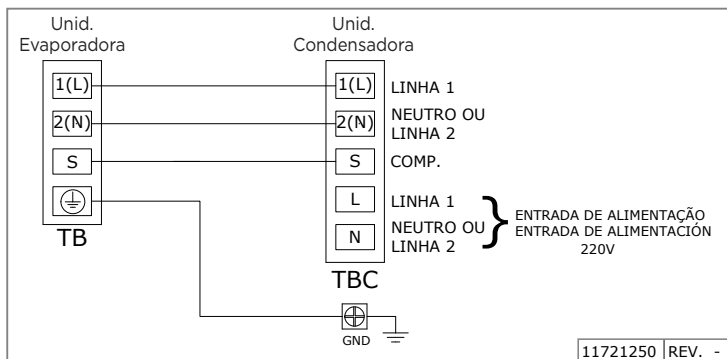 Unid.
Evaporadora
Unid.
Condensadora
1(L)
1(L)
LINHA 1
2(N)
2(N)
NEUTRO OU
LINHA 2
S
S
COMP.
L
LINHA 1
N
NEUTRO OU
LINHA 2
ENTRADA DE ALIMENTAÇÃO
ENTRADA DE ALIMENTACIÓN
220V
TB
TBC
GND
11721250 REV. -